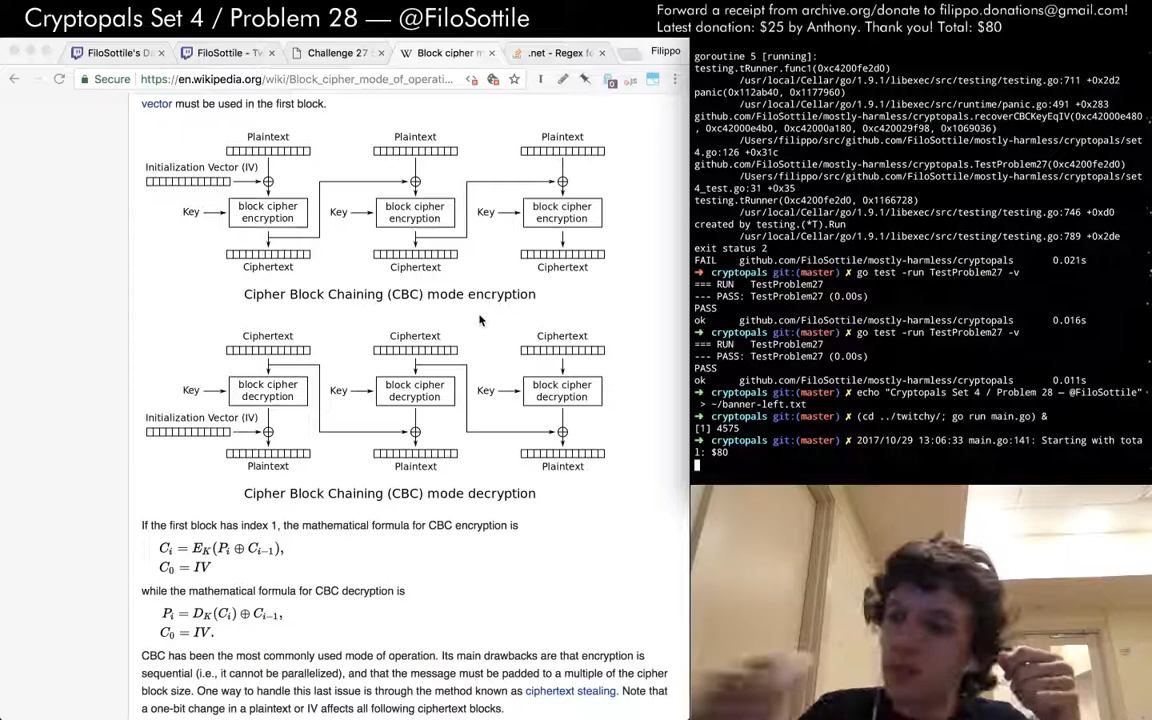 Cryptopals Set 4 / Problem 28 — @FiloSottile
Forward a receipt from archive.org/donate to filippo.donations@gmail.com!
Latest donation: $25 by Anthony. Thank you! Total: $80
FiloSottile's D
FiloSottile - Tw
Challenge 27
Block cipher m
.net - Regex fo
Filippo
Secure
https://en.wikipedia.org/wiki/Block_cipher_mode_of_operati...
vector must be used in the first block.
Plaintext
Plaintext
Plaintext
Initialization Vector (IV)
Key
block cipher
encryption
Key
block cipher
encryption
Key
block cipher
encryption
Ciphertext
Ciphertext
Ciphertext
Cipher Block Chaining (CBC) mode encryption
Ciphertext
Ciphertext
Ciphertext
Key
block cipher
decryption
Key
block cipher
decryption
Key
block cipher
decryption
Initialization Vector (IV)
Plaintext
Plaintext
Plaintext
Cipher Block Chaining (CBC) mode decryption
If the first block has index 1, the mathematical formula for CBC encryption is
Cᵢ = Eₖ(Pᵢ ⊕ Cᵢ₋₁),
C₀ = IV
while the mathematical formula for CBC decryption is
Pᵢ = Dₖ(Cᵢ) ⊕ Cᵢ₋₁,
C₀ = IV.
CBC has been the most commonly used mode of operation. Its main drawbacks are that encryption is
sequential (i.e., it cannot be parallelized), and that the message must be padded to a multiple of the cipher
block size. One way to handle this last issue is through the method known as ciphertext stealing. Note that
a one-bit change in a plaintext or IV affects all following ciphertext blocks.
goroutine 5 [running]:
testing.tRunner.func1(0xc4200fe2d0)
/usr/local/Cellar/go/1.9.1/libexec/src/testing/testing.go:711 +0x2d2
panic(0x112ab40, 0x1177960)
/usr/local/Cellar/go/1.9.1/libexec/src/runtime/panic.go:491 +0x283
github.com/FiloSottile/mostly-harmless/cryptopals.recoverCBCKeyEqIV(0xc42000e480
, 0xc42000e4b0, 0xc42000a180, 0xc420029f98, 0x1069036)
/Users/filippo/src/github.com/FiloSottile/mostly-harmless/cryptopals/set
4.go:126 +0x31c
github.com/FiloSottile/mostly-harmless/cryptopals.TestProblem27(0xc4200fe2d0)
/Users/filippo/src/github.com/FiloSottile/mostly-harmless/cryptopals/set
4_test.go:31 +0x35
testing.tRunner(0xc4200fe2d0, 0x1166728)
/usr/local/Cellar/go/1.9.1/libexec/src/testing/testing.go:746 +0xd0
created by testing.(*T).Run
/usr/local/Cellar/go/1.9.1/libexec/src/testing/testing.go:789 +0x2de
exit status 2
FAIL github.com/FiloSottile/mostly-harmless/cryptopals 0.021s
➜ cryptopals git:(master) ✗ go test -run TestProblem27 -v
=== RUN TestProblem27
--- PASS: TestProblem27 (0.00s)
PASS
ok github.com/FiloSottile/mostly-harmless/cryptopals 0.016s
➜ cryptopals git:(master) ✗ go test -run TestProblem27 -v
=== RUN TestProblem27
--- PASS: TestProblem27 (0.00s)
PASS
ok github.com/FiloSottile/mostly-harmless/cryptopals 0.011s
➜ cryptopals git:(master) ✗ echo "Cryptopals Set 4 / Problem 28 — @FiloSottile"
> ~/banner-left.txt
➜ cryptopals git:(master) ✗ (cd ../twitchy/; go run main.go) &
[1] 4575
➜ cryptopals git:(master) ✗ 2017/10/29 13:06:33 main.go:141: Starting with tota
l: $80